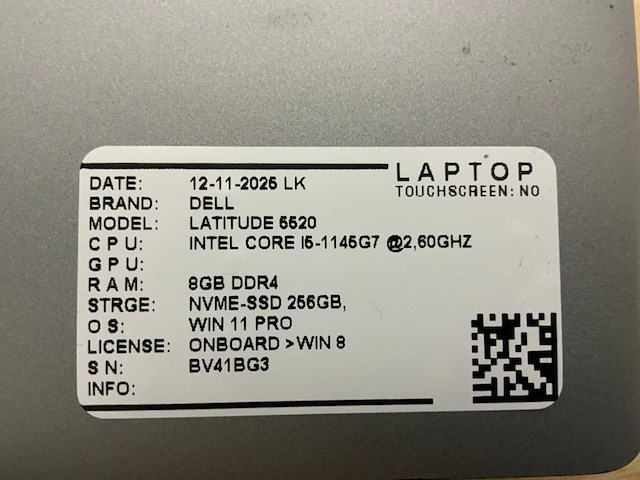 LAPTOP
TOUCHSCREEN: NO
DATE: 12-11-2025 LK
BRAND: DELL
MODEL: LATITUDE 5520
CPU: INTEL CORE I5-1145G7 @2,60GHZ
GPU:
RAM: 8GB DDR4
STRGE: NVME-SSD 256GB,
OS: WIN 11 PRO
LICENSE: ONBOARD >WIN 8
SN: BV41BG3
INFO: